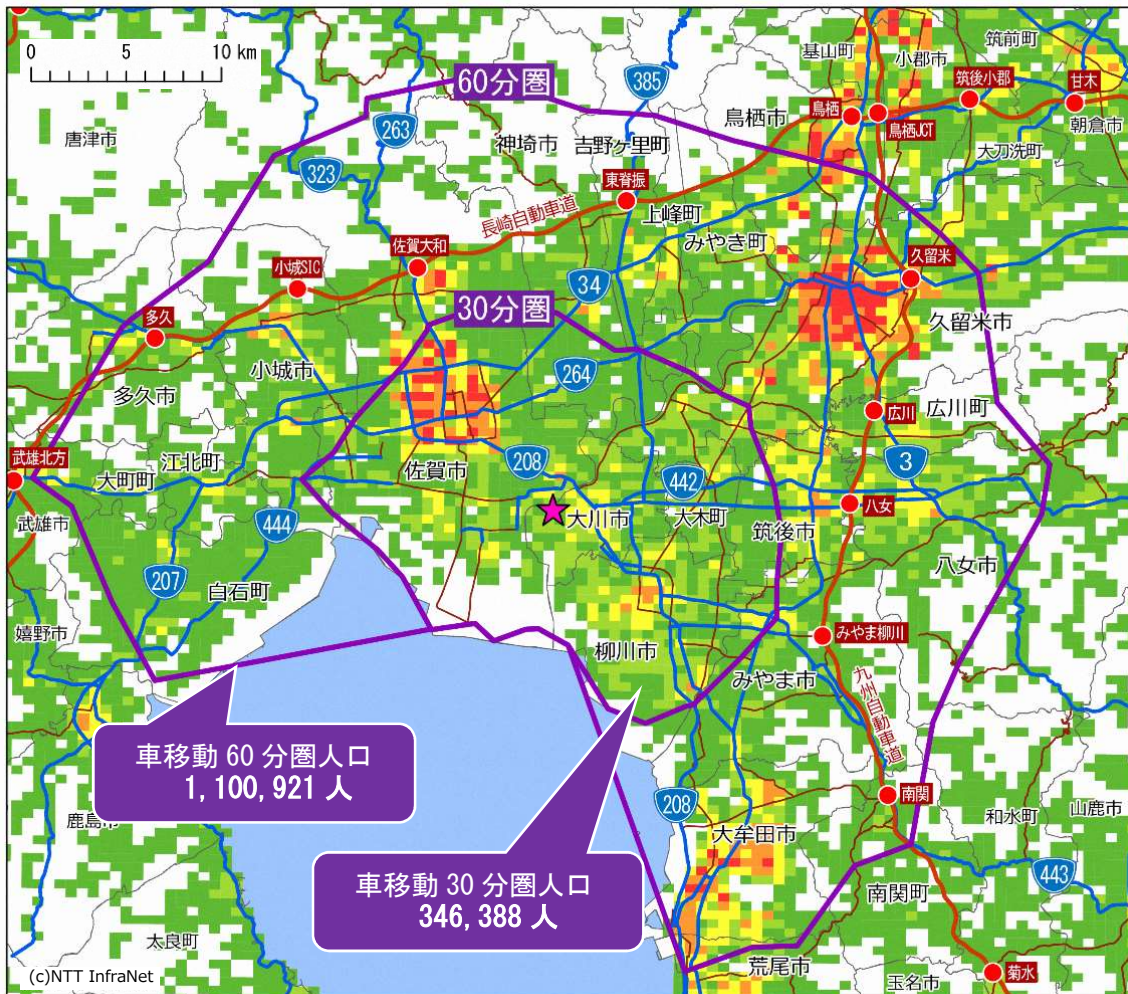 0 5 10 km
基山町
小郡市
筑前町
60分圏
385
筑後小郡
甘木
鳥栖
鳥栖市
鳥栖JCT
朝倉市
263
唐津市
神埼市
吉野ヶ里町
大刀洗町
323
東脊振
上峰町
長崎自動車道
みやき町
佐賀大和
久留米
小城SIC
34
30分圏
多久
久留米市
小城市
264
多久市
広川
広川町
武雄北方
江北町
佐賀市
208
3
大町町
442
武雄市
444
大川市
大木町
八女
筑後市
八女市
207
白石町
嬉野市
みやま柳川
柳川市
みやま市
九州自動車道
車移動 60 分圏人口
1,100,921 人
南関
208
和水町
山鹿市
鹿島市
大牟田市
車移動 30 分圏人口
346,388 人
443
南関町
太良町
荒尾市
(c)NTT InfraNet
玉名市
菊水